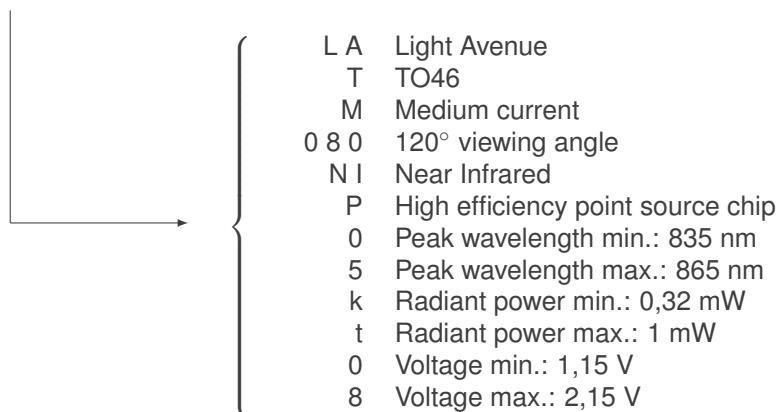 L A Light Avenue
T TO46
M Medium current
0 8 0 120° viewing angle
N I Near Infrared
P High efficiency point source chip
0 Peak wavelength min.: 835 nm
5 Peak wavelength max.: 865 nm
k Radiant power min.: 0,32 mW
t Radiant power max.: 1 mW
0 Voltage min.: 1,15 V
8 Voltage max.: 2,15 V